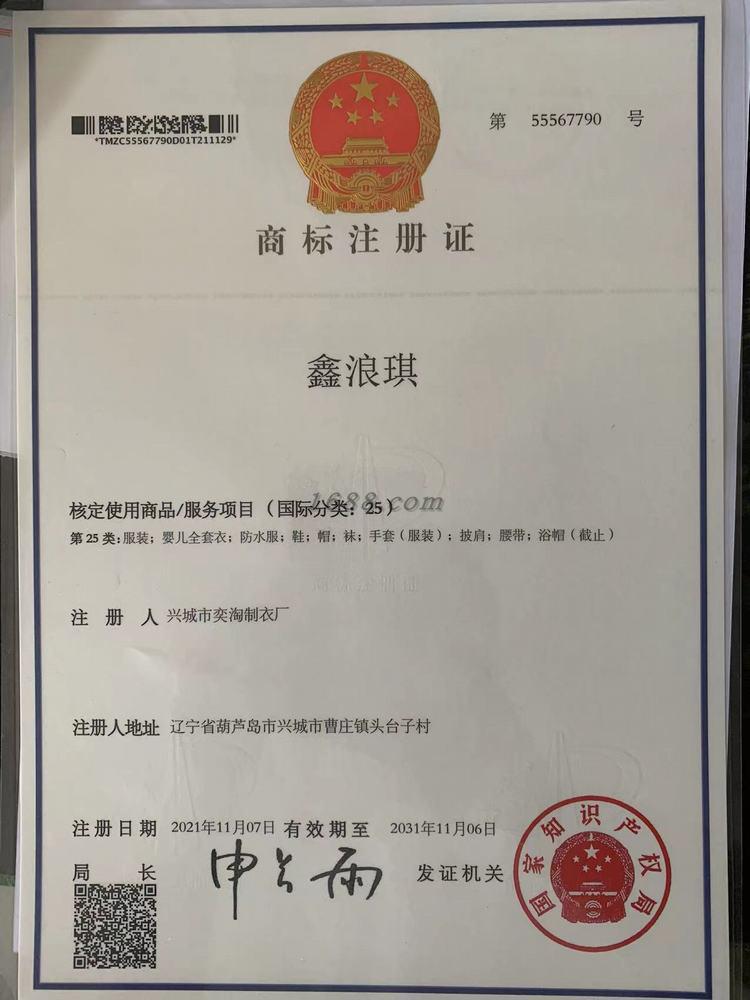 第 55567790 号
*TMZC55567790D01T211129*
商标注册证
鑫浪琪
核定使用商品/服务项目（国际分类：25）
1688.com
第25类:服装；婴儿全套衣；防水服；鞋；帽；袜；手套（服装）；披肩；腰带；浴帽（截止）
注册人 兴城市奕淘制衣厂
注册人地址 辽宁省葫芦岛市兴城市曹庄镇头台子村
注册日期 2021年11月07日 有效期至 2031年11月06日
局长 申长雨 发证机关
国家知识产权局